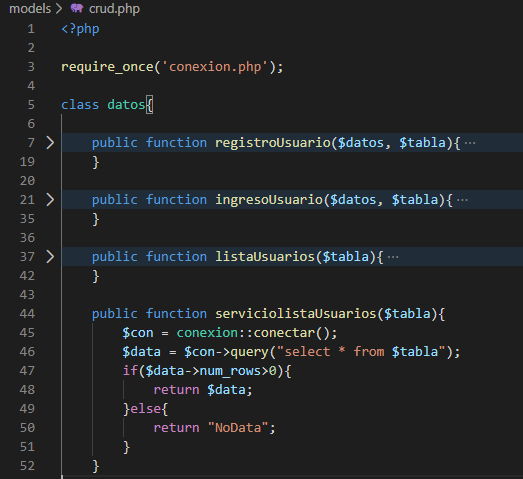 models > crud.php
1 <?php
2
3 require_once('conexion.php');
4
5 class datos{
6
7 public function registroUsuario($datos, $tabla){ ···
19 }
20
21 public function ingresoUsuario($datos, $tabla){ ···
35 }
36
37 public function listaUsuarios($tabla){ ···
42 }
43
44 public function serviciolistaUsuarios($tabla){
45 $con = conexion::conectar();
46 $data = $con->query("select * from $tabla");
47 if($data->num_rows>0){
48 return $data;
49 }else{
50 return "NoData";
51 }
52 }